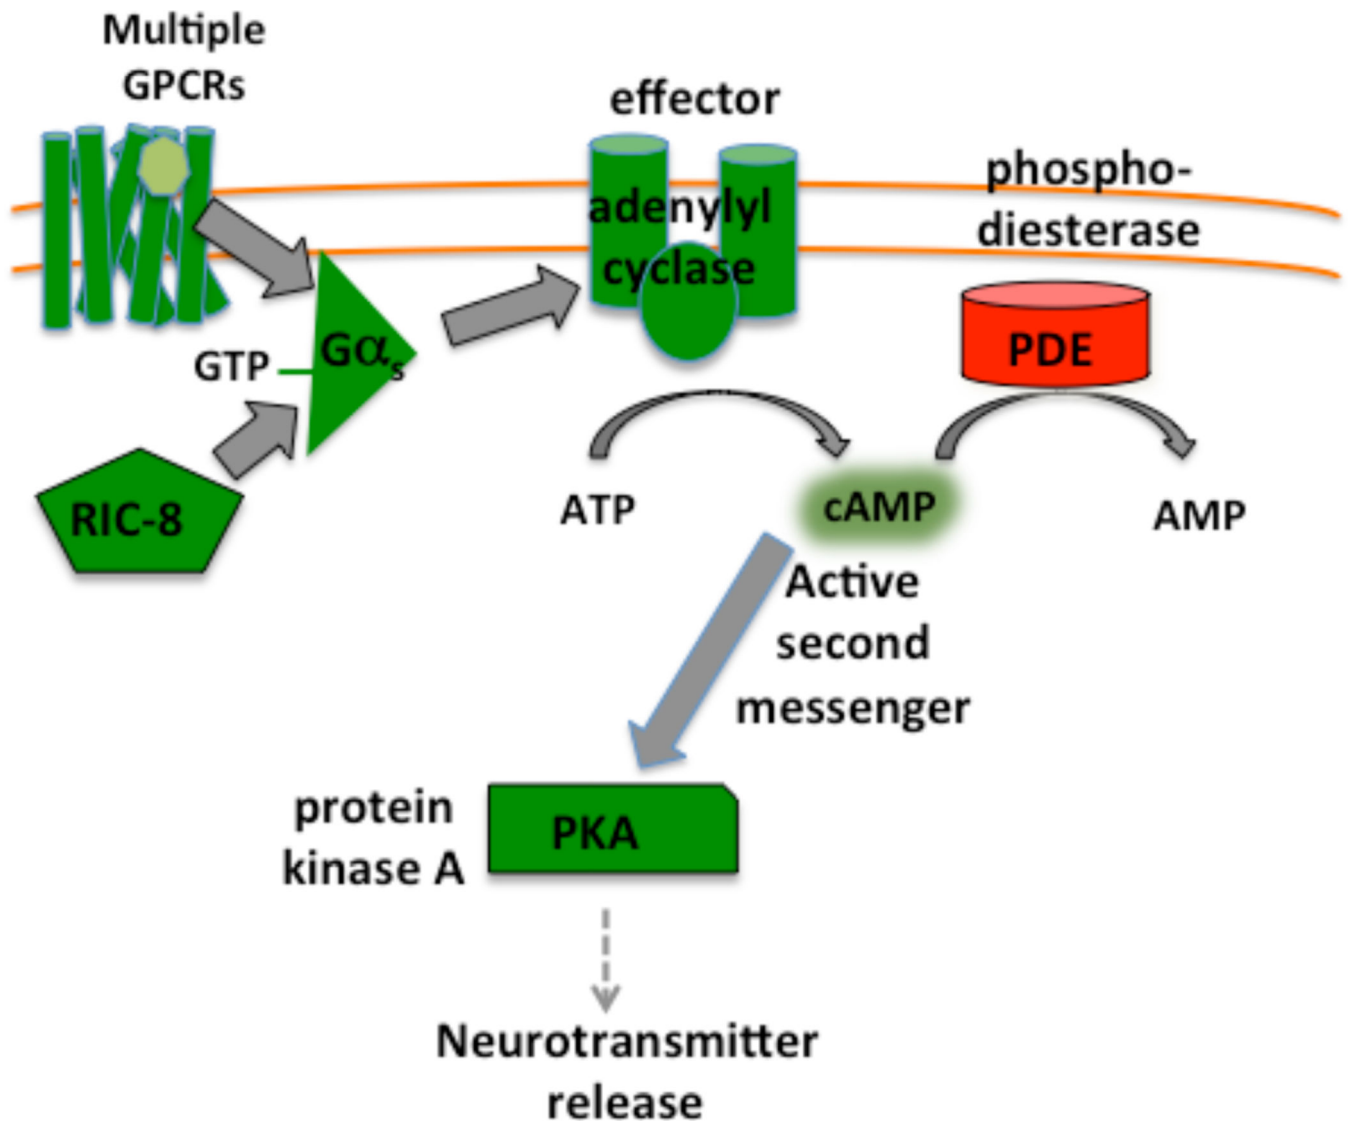 Multiple
GPCRs
effector
adenylyl
cyclase
phospho-
diesterase
PDE
GTP
Gαs
RIC-8
ATP
cAMP
AMP
Active
second
messenger
protein
kinase A
PKA
Neurotransmitter
release